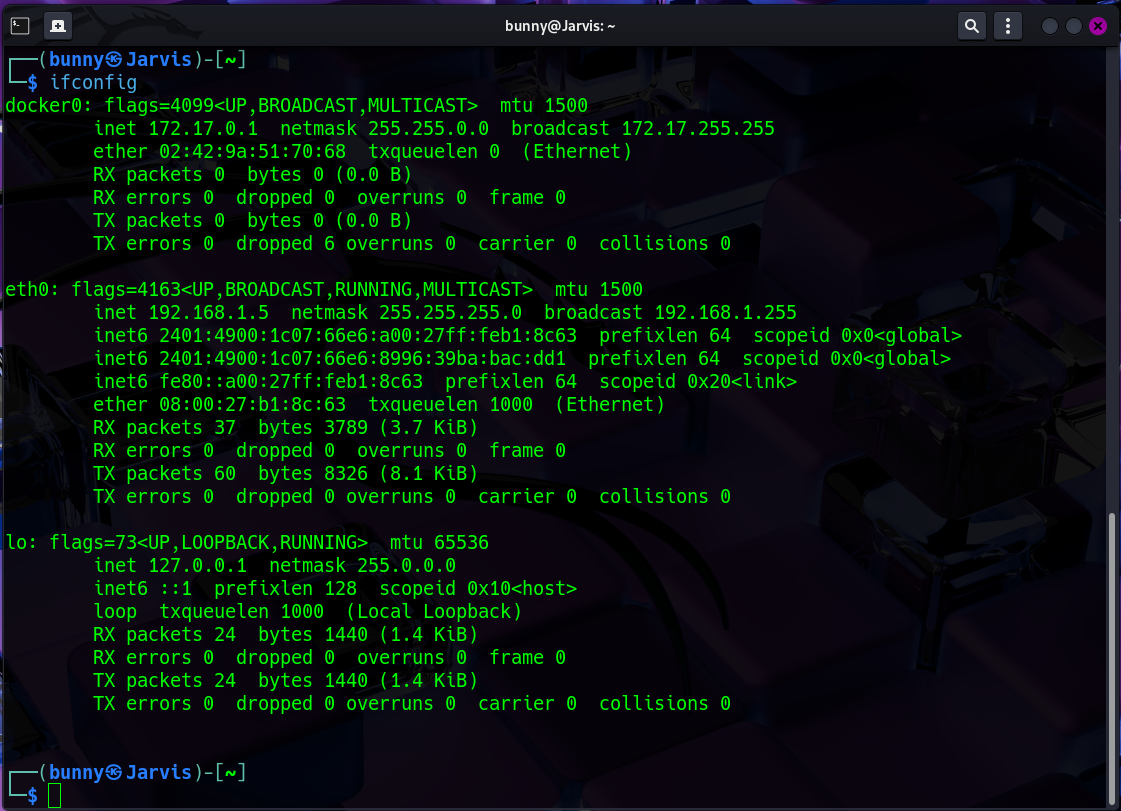 bunny@Jarvis: ~
┌──(bunny㉿Jarvis)-[~]
└─$ ifconfig
docker0: flags=4099<UP,BROADCAST,MULTICAST>  mtu 1500
        inet 172.17.0.1  netmask 255.255.0.0  broadcast 172.17.255.255
        ether 02:42:9a:51:70:68  txqueuelen 0  (Ethernet)
        RX packets 0  bytes 0 (0.0 B)
        RX errors 0  dropped 0  overruns 0  frame 0
        TX packets 0  bytes 0 (0.0 B)
        TX errors 0  dropped 6 overruns 0  carrier 0  collisions 0

eth0: flags=4163<UP,BROADCAST,RUNNING,MULTICAST>  mtu 1500
        inet 192.168.1.5  netmask 255.255.255.0  broadcast 192.168.1.255
        inet6 2401:4900:1c07:66e6:a00:27ff:feb1:8c63  prefixlen 64  scopeid 0x0<global>
        inet6 2401:4900:1c07:66e6:8996:39ba:bac:dd1  prefixlen 64  scopeid 0x0<global>
        inet6 fe80::a00:27ff:feb1:8c63  prefixlen 64  scopeid 0x20<link>
        ether 08:00:27:b1:8c:63  txqueuelen 1000  (Ethernet)
        RX packets 37  bytes 3789 (3.7 KiB)
        RX errors 0  dropped 0  overruns 0  frame 0
        TX packets 60  bytes 8326 (8.1 KiB)
        TX errors 0  dropped 0 overruns 0  carrier 0  collisions 0

lo: flags=73<UP,LOOPBACK,RUNNING>  mtu 65536
        inet 127.0.0.1  netmask 255.0.0.0
        inet6 ::1  prefixlen 128  scopeid 0x10<host>
        loop  txqueuelen 1000  (Local Loopback)
        RX packets 24  bytes 1440 (1.4 KiB)
        RX errors 0  dropped 0  overruns 0  frame 0
        TX packets 24  bytes 1440 (1.4 KiB)
        TX errors 0  dropped 0 overruns 0  carrier 0  collisions 0

┌──(bunny㉿Jarvis)-[~]
└─$